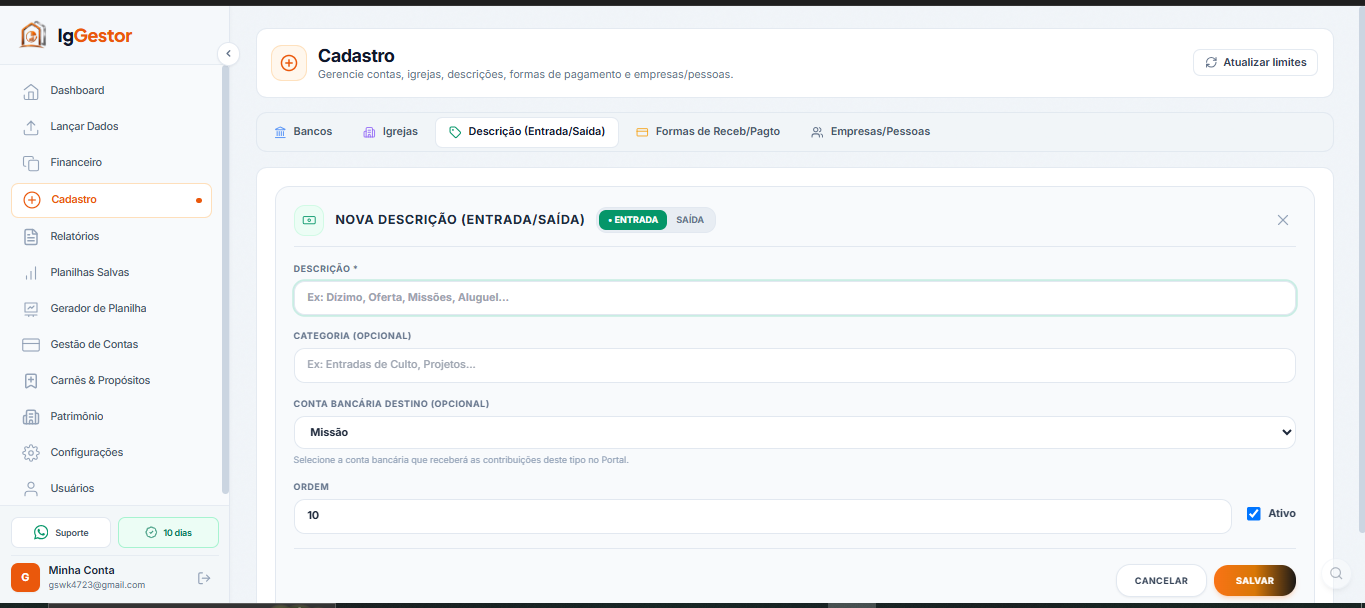 IgGestor
Dashboard
Lançar Dados
Financeiro
Cadastro
Relatórios
Planilhas Salvas
Gerador de Planilha
Gestão de Contas
Carnês & Propósitos
Patrimônio
Configurações
Usuários
Suporte
10 dias
G
Minha Conta
gswk4723@gmail.com
Cadastro
Gerencie contas, igrejas, descrições, formas de pagamento e empresas/pessoas.
Atualizar limites
Bancos
Igrejas
Descrição (Entrada/Saída)
Formas de Receb/Pagto
Empresas/Pessoas
NOVA DESCRIÇÃO (ENTRADA/SAÍDA)
• ENTRADA
SAÍDA
DESCRIÇÃO *
Ex: Dízimo, Oferta, Missões, Aluguel...
CATEGORIA (OPCIONAL)
Ex: Entradas de Culto, Projetos...
CONTA BANCÁRIA DESTINO (OPCIONAL)
Missão
Selecione a conta bancária que receberá as contribuições deste tipo no Portal.
ORDEM
10
Ativo
CANCELAR
SALVAR